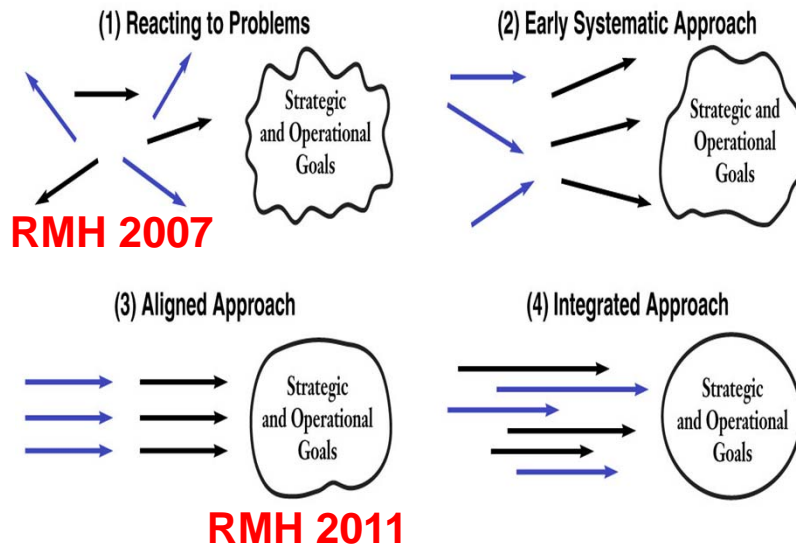 (1) Reacting to Problems
Strategic
and Operational
Goals
RMH 2007
(2) Early Systematic Approach
Strategic and
Operational
Goals
(3) Aligned Approach
Strategic
and Operational
Goals
RMH 2011
(4) Integrated Approach
Strategic
and Operational
Goals